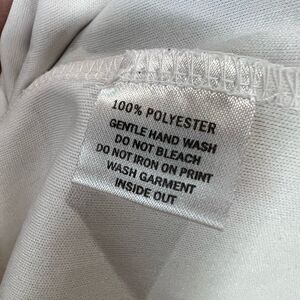 100% POLYESTER
GENTLE HAND WASH
DO NOT BLEACH
DO NOT IRON ON PRINT
WASH GARMENT
INSIDE OUT